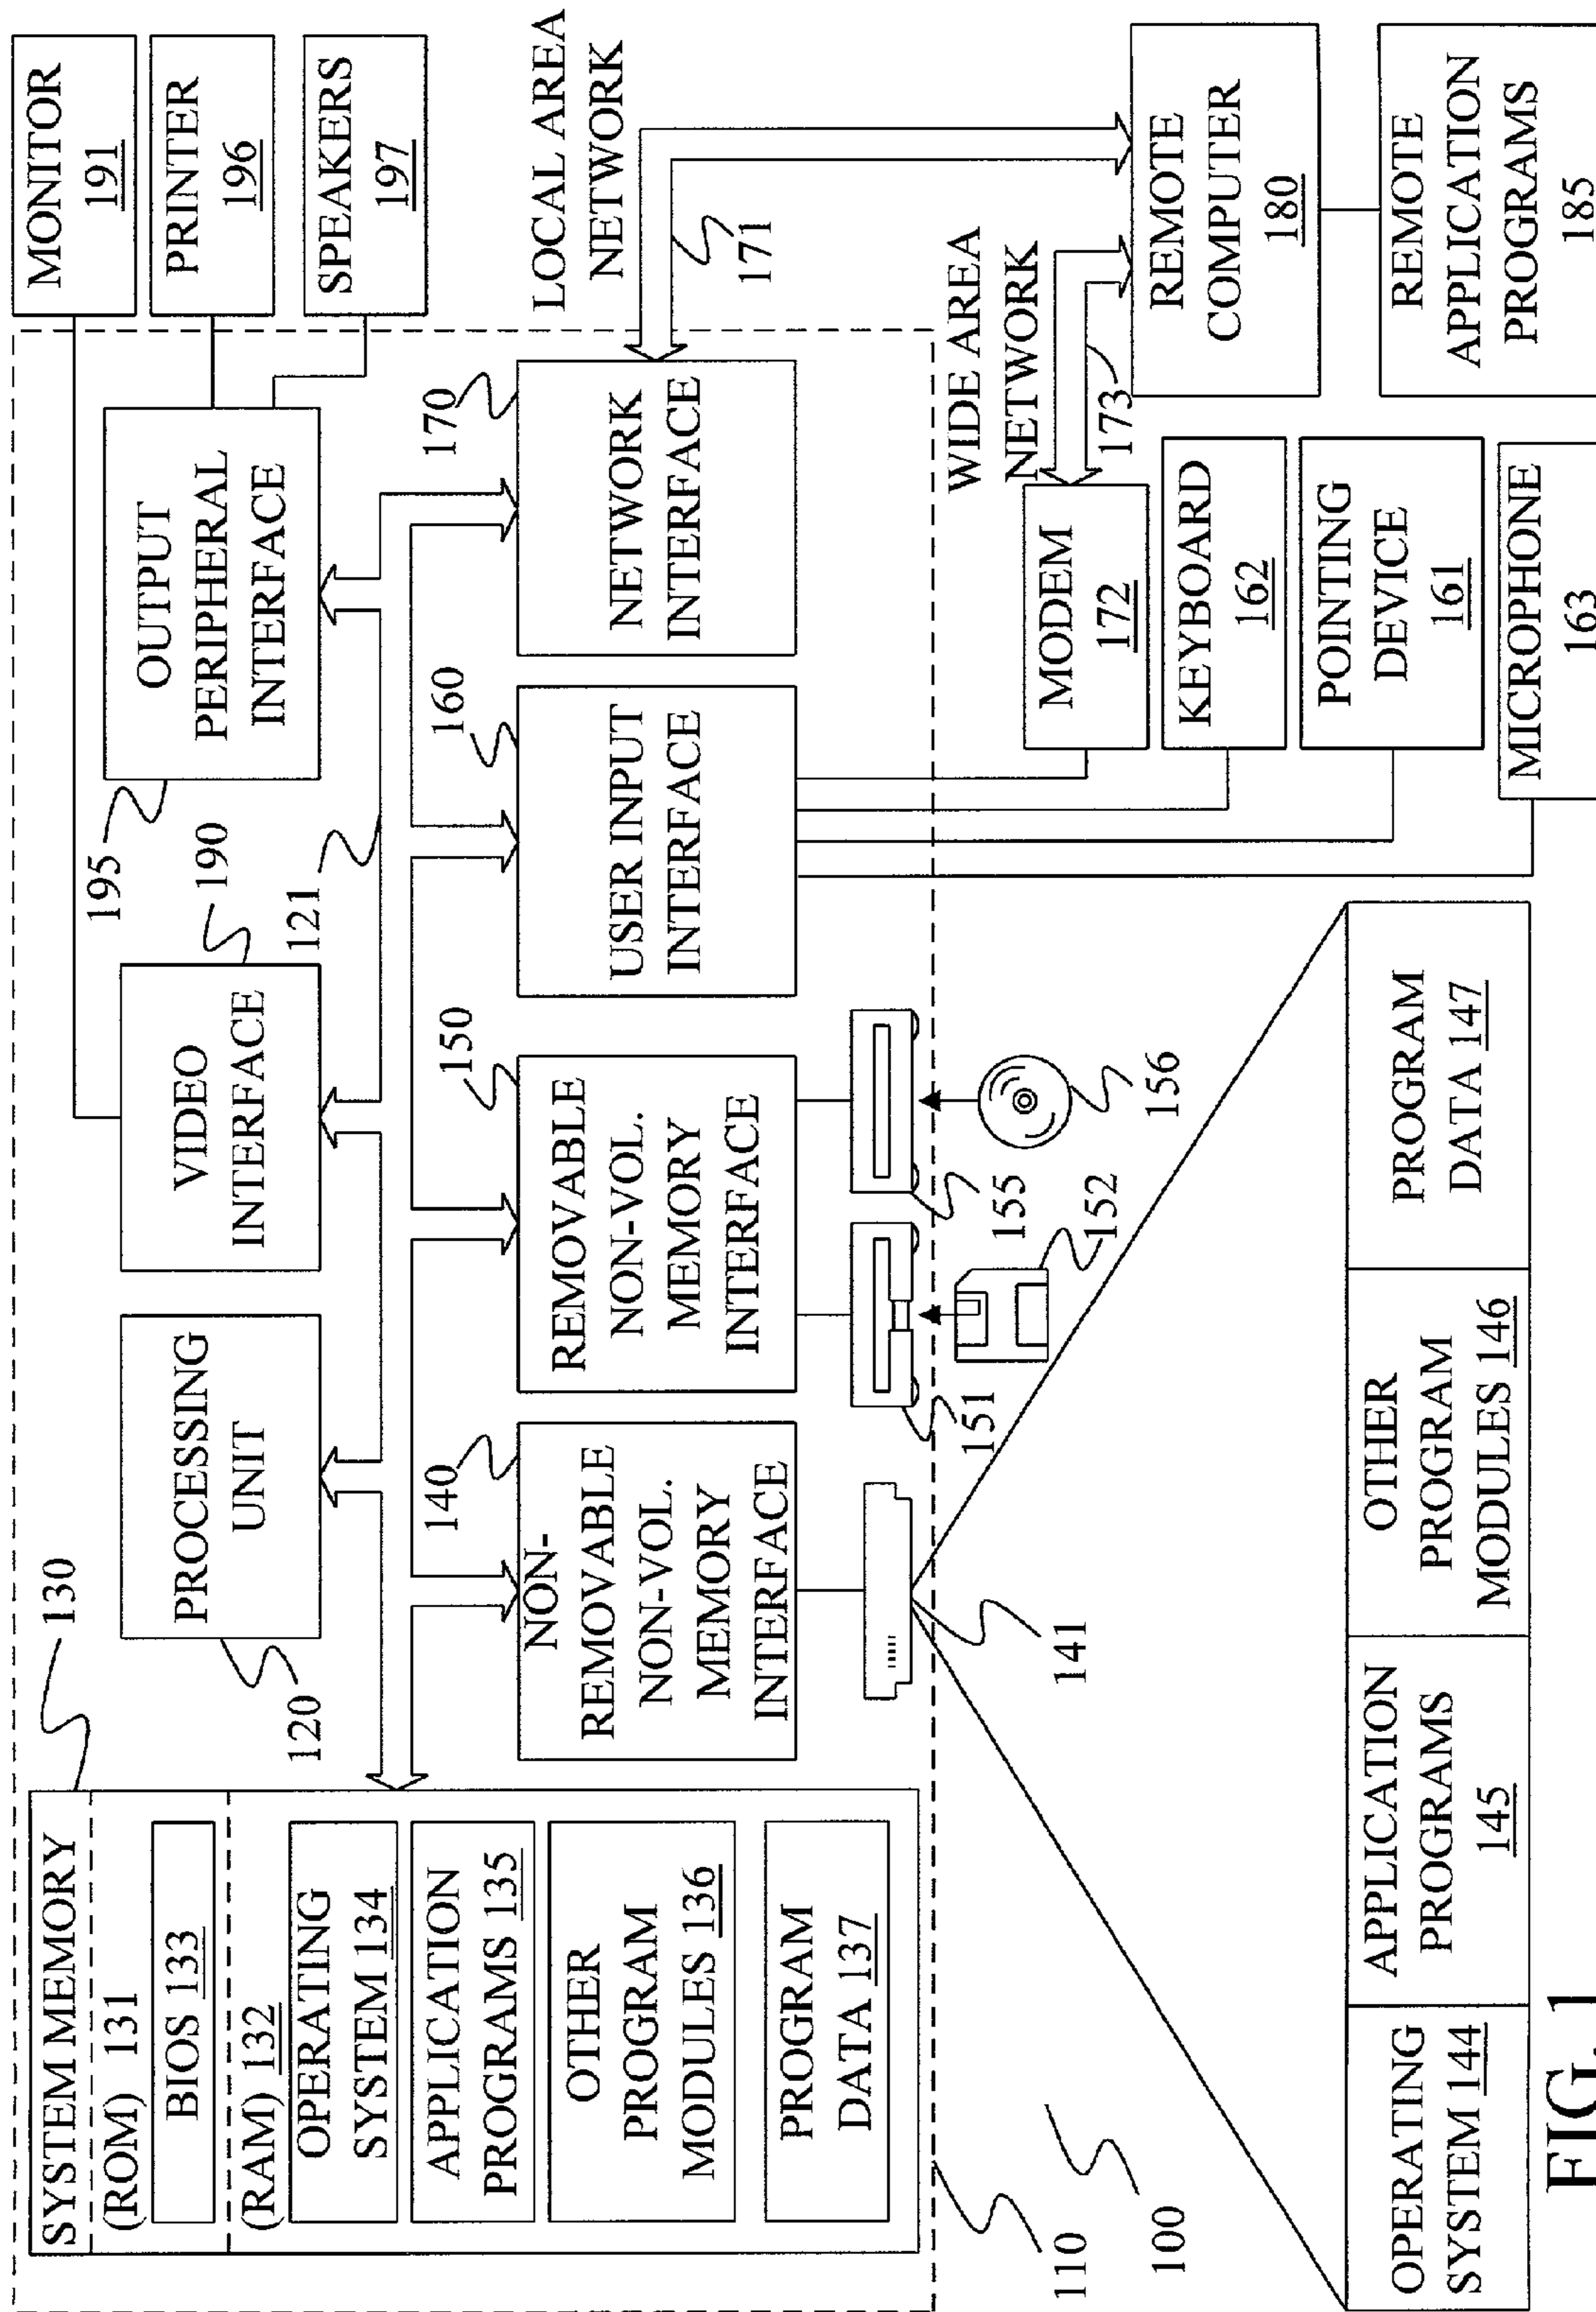 SYSTEM MEMORY
(ROM) 131
BIOS 133
(RAM) 132
OPERATING
SYSTEM 134
APPLICATION
PROGRAMS 135
OTHER
PROGRAM
MODULES 136
PROGRAM
DATA 137
130
120
PROCESSING
UNIT
VIDEO
INTERFACE
190
121
195
OUTPUT
PERIPHERAL
INTERFACE
MONITOR
191
PRINTER
196
SPEAKERS
197
140
NON-
REMOVABLE
NON-VOL.
MEMORY
INTERFACE
150
REMOVABLE
NON-VOL.
MEMORY
INTERFACE
160
USER INPUT
INTERFACE
170
NETWORK
INTERFACE
LOCAL AREA
NETWORK
171
WIDE AREA
NETWORK
173
141
151
152
155
156
MODEM
172
KEYBOARD
162
POINTING
DEVICE
161
MICROPHONE
163
REMOTE
COMPUTER
180
REMOTE
APPLICATION
PROGRAMS
185
110
100
OPERATING
SYSTEM 144
APPLICATION
PROGRAMS
145
OTHER
PROGRAM
MODULES 146
PROGRAM
DATA 147
FIG. 1